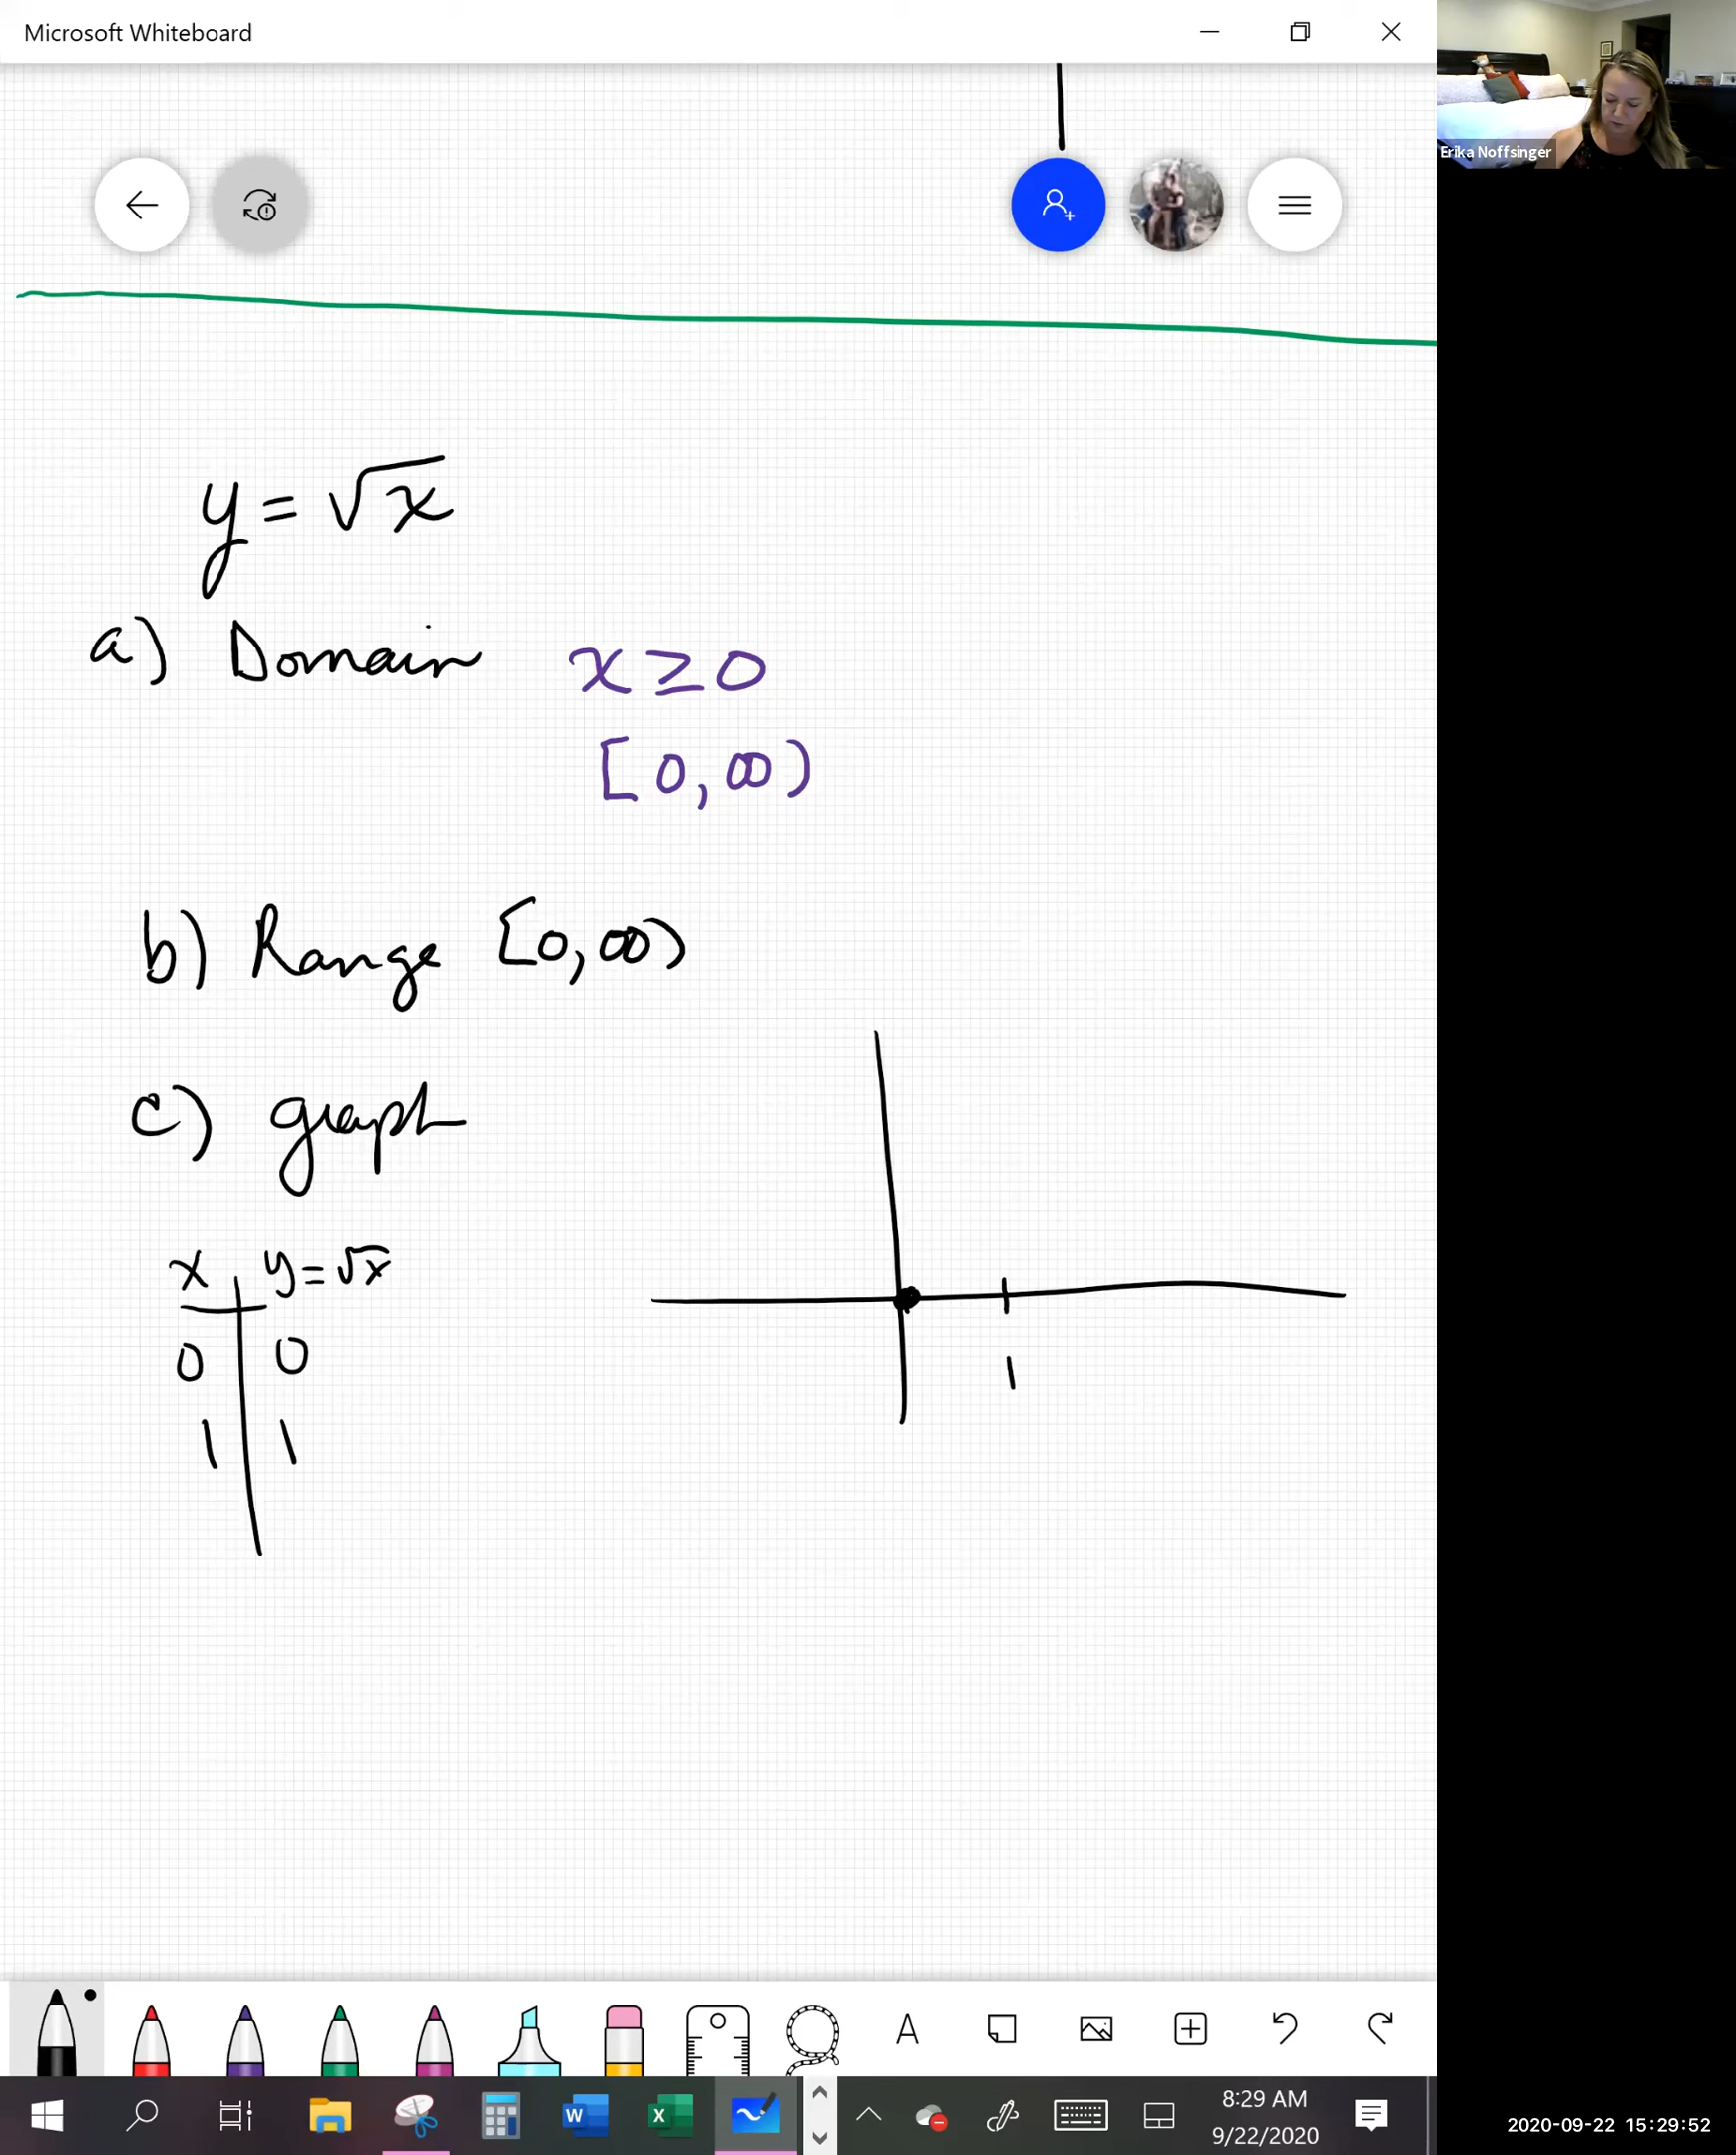 Microsoft Whiteboard
Erika Noffsinger
y = √x
a) Domain x ≥ 0
[0, ∞)
b) Range [0, ∞)
c) graph
x y = √x
0 0
1 1
1
A
W
X
8:29 AM
9/22/2020
2020-09-22 15:29:52